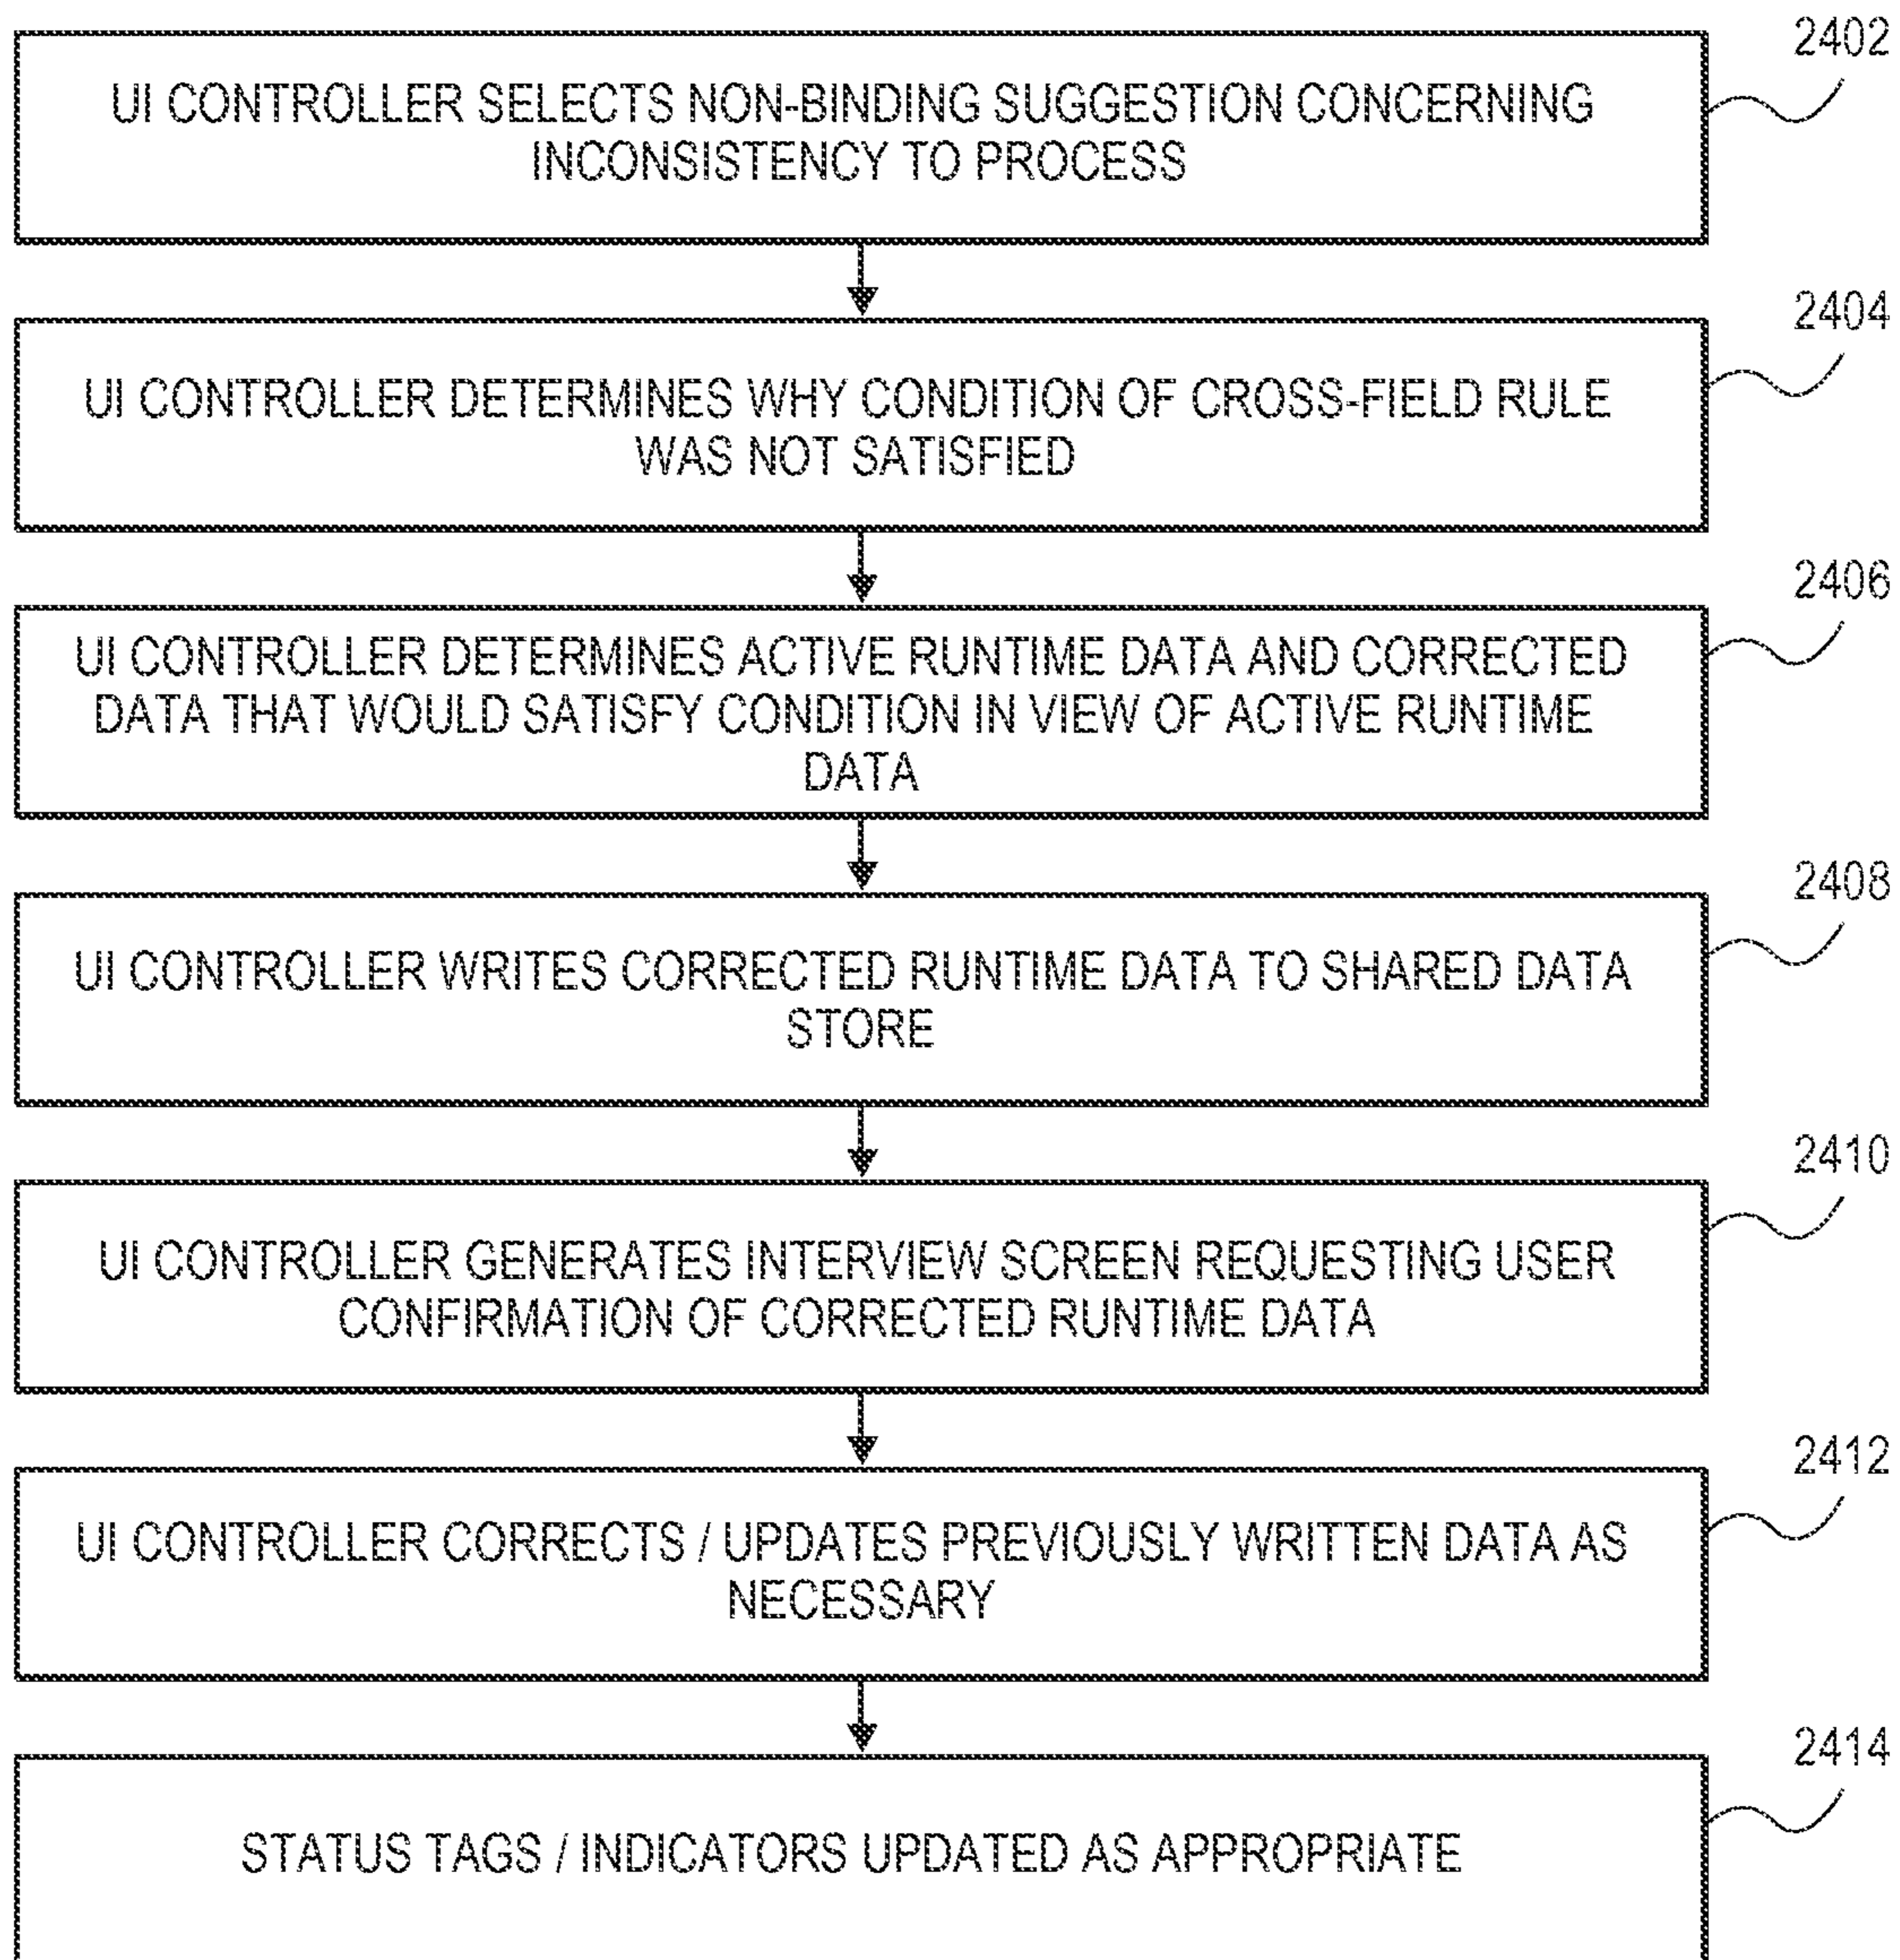 2402
UI CONTROLLER SELECTS NON-BINDING SUGGESTION CONCERNING
INCONSISTENCY TO PROCESS
2404
UI CONTROLLER DETERMINES WHY CONDITION OF CROSS-FIELD RULE
WAS NOT SATISFIED
2406
UI CONTROLLER DETERMINES ACTIVE RUNTIME DATA AND CORRECTED
DATA THAT WOULD SATISFY CONDITION IN VIEW OF ACTIVE RUNTIME
DATA
2408
UI CONTROLLER WRITES CORRECTED RUNTIME DATA TO SHARED DATA
STORE
2410
UI CONTROLLER GENERATES INTERVIEW SCREEN REQUESTING USER
CONFIRMATION OF CORRECTED RUNTIME DATA
2412
UI CONTROLLER CORRECTS / UPDATES PREVIOUSLY WRITTEN DATA AS
NECESSARY
2414
STATUS TAGS / INDICATORS UPDATED AS APPROPRIATE